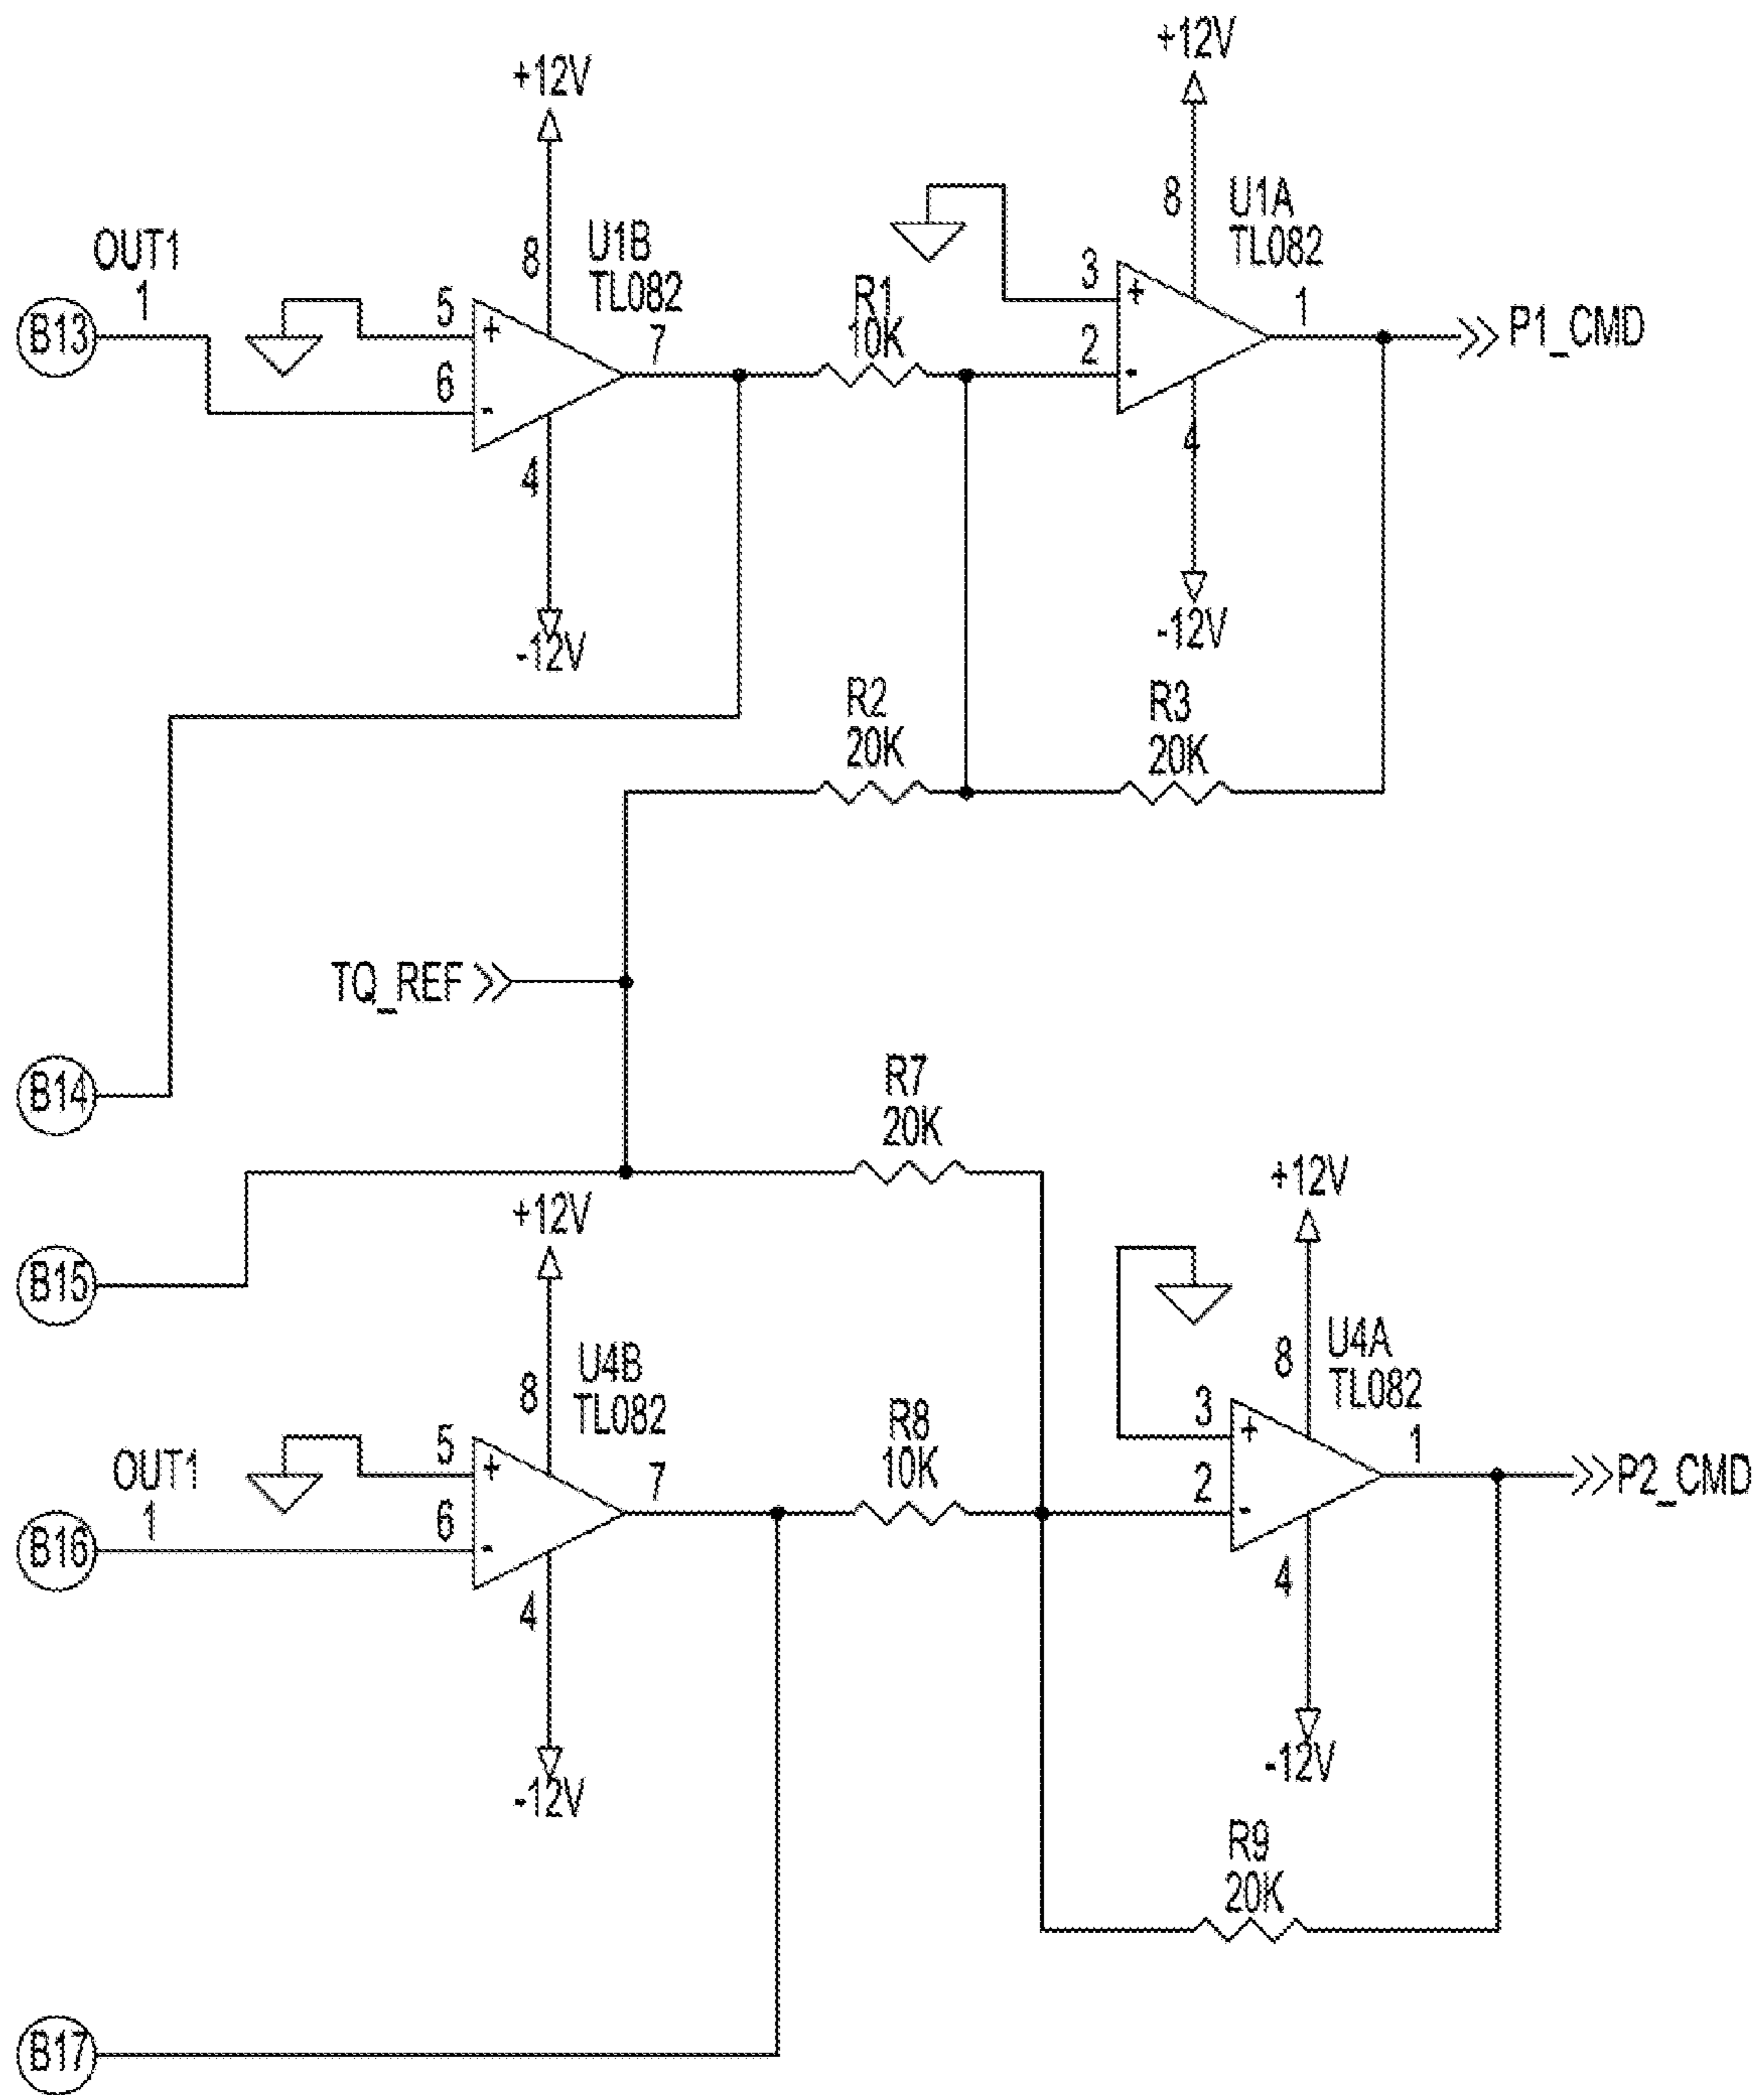 +12V
+12V
8
U1A
TL082
OUT1
1
8
U1B
TL082
B13
5
+
6
-
7
4
-12V
R1
10K
3
+
2
-
1
4
-12V
P1_CMD
R2
20K
R3
20K
TQ_REF
B14
R7
20K
B15
+12V
+12V
8
U4B
TL082
8
U4A
TL082
OUT1
1
B16
5
+
6
-
7
4
-12V
R8
10K
3
+
2
-
1
4
-12V
P2_CMD
R9
20K
B17